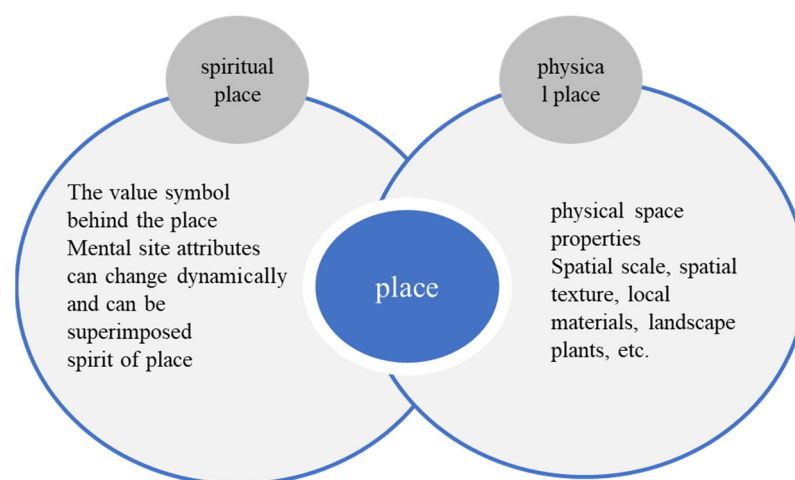 spiritual
place
physica
l place
The value symbol
behind the place
Mental site attributes
can change dynamically
and can be
superimposed
spirit of place
place
physical space
properties
Spatial scale, spatial
texture, local
materials, landscape
plants, etc.